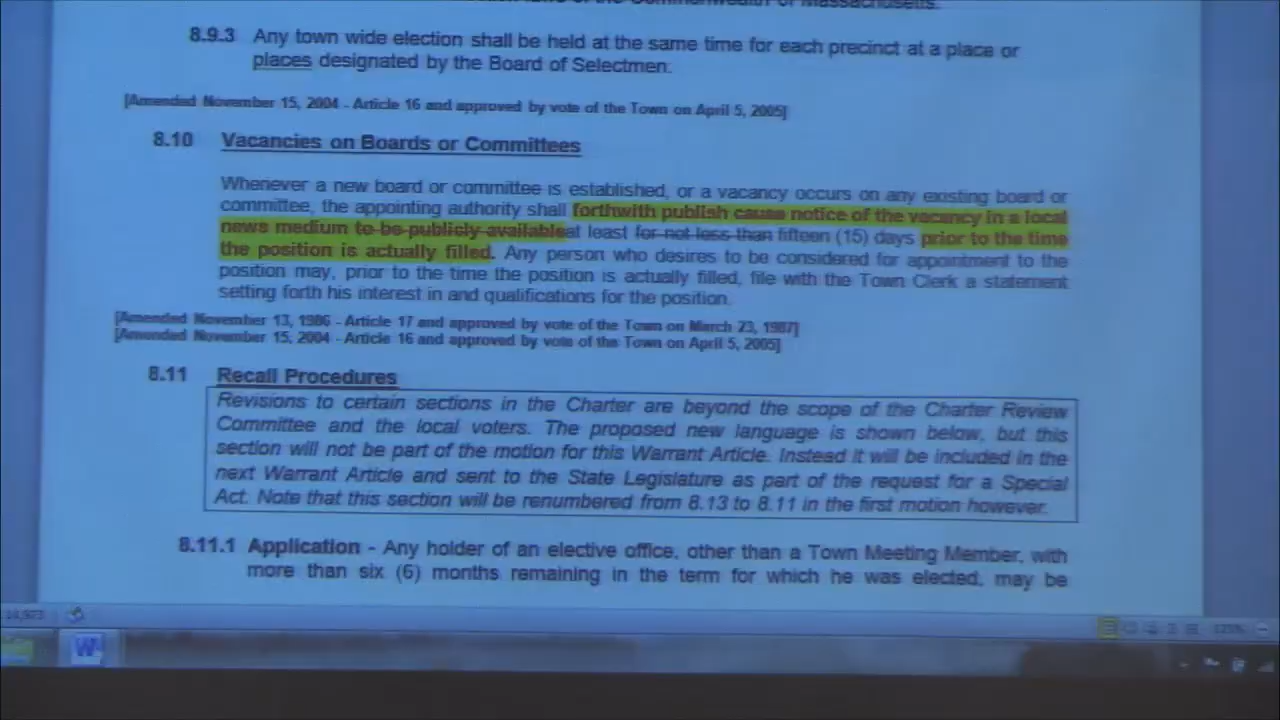 of the Commonwealth of Massachusetts.
8.9.3 Any town wide election shall be held at the same time for each precinct at a place or
places designated by the Board of Selectmen.
[Amended November 15, 2004 - Article 16 and approved by vote of the Town on April 5, 2005]
8.10 Vacancies on Boards or Committees
Whenever a new board or committee is established, or a vacancy occurs on any existing board or
committee, the appointing authority shall forthwith publish cause notice of the vacancy in a local
news medium to be publicly availableat least for not less than fifteen (15) days prior to the time
the position is actually filled. Any person who desires to be considered for appointment to the
position may, prior to the time the position is actually filled, file with the Town Clerk a statement
setting forth his interest in and qualifications for the position.
[Amended November 13, 1986 - Article 17 and approved by vote of the Town on March 23, 1987]
[Amended November 15, 2004 - Article 16 and approved by vote of the Town on April 5, 2005]
8.11 Recall Procedures
Revisions to certain sections in the Charter are beyond the scope of the Charter Review
Committee and the local voters. The proposed new language is shown below, but this
section will not be part of the motion for this Warrant Article. Instead it will be included in the
next Warrant Article and sent to the State Legislature as part of the request for a Special
Act. Note that this section will be renumbered from 8.13 to 8.11 in the first motion however.
8.11.1 Application - Any holder of an elective office, other than a Town Meeting Member, with
more than six (6) months remaining in the term for which he was elected, may be
125%
W